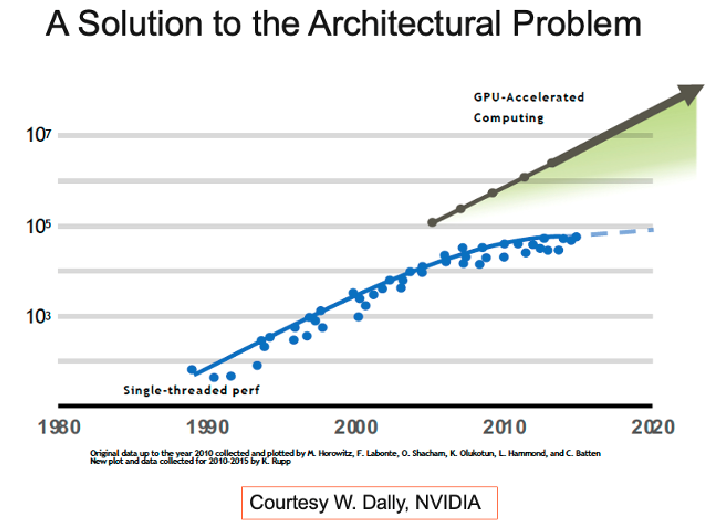 A Solution to the Architectural Problem
GPU-Accelerated
Computing
10⁷
10⁵
10³
Single-threaded perf
1980 1990 2000 2010 2020
Original data up to the year 2010 collected and plotted by M. Horowitz, F. Labonte, O. Shacham, K. Olukotun, L. Hammond, and C. Batten
New plot and data collected for 2010-2015 by K. Rupp
Courtesy W. Dally, NVIDIA